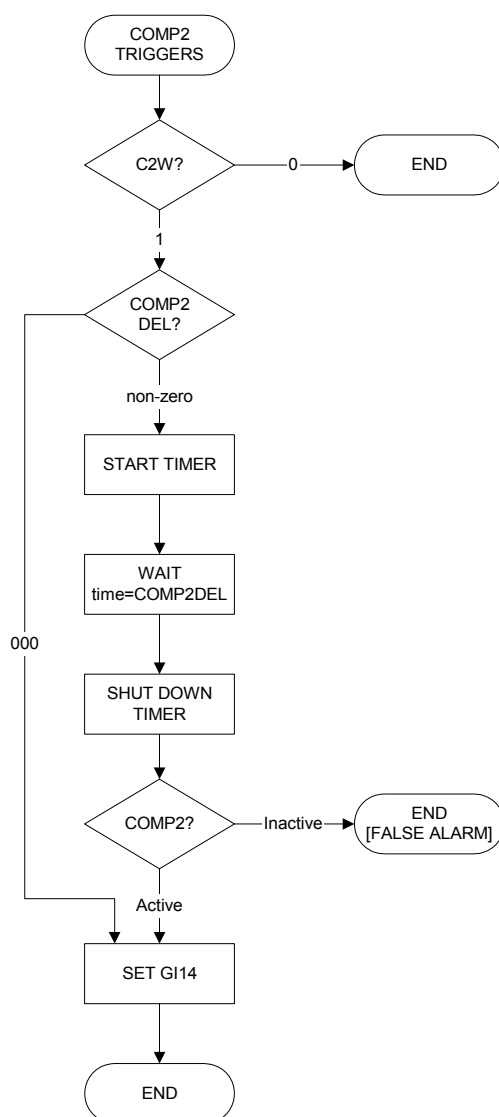 COMP2
TRIGGERS
C2W?
0
END
1
COMP2
DEL?
non-zero
START TIMER
WAIT
time=COMP2DEL
000
SHUT DOWN
TIMER
COMP2?
Inactive
END
[FALSE ALARM]
Active
SET GI14
END